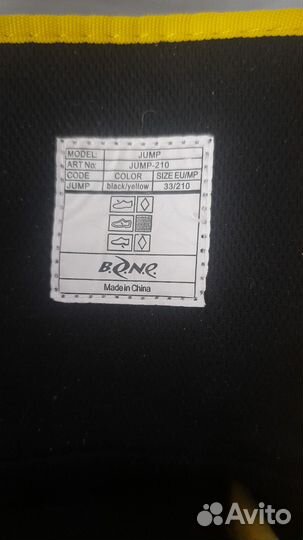 MODEL: JUMP
ART No: JUMP-210
CODE COLOR SIZE EU/MP
JUMP black/yellow 33/210
B.O.N.E.
Made in China
Avito